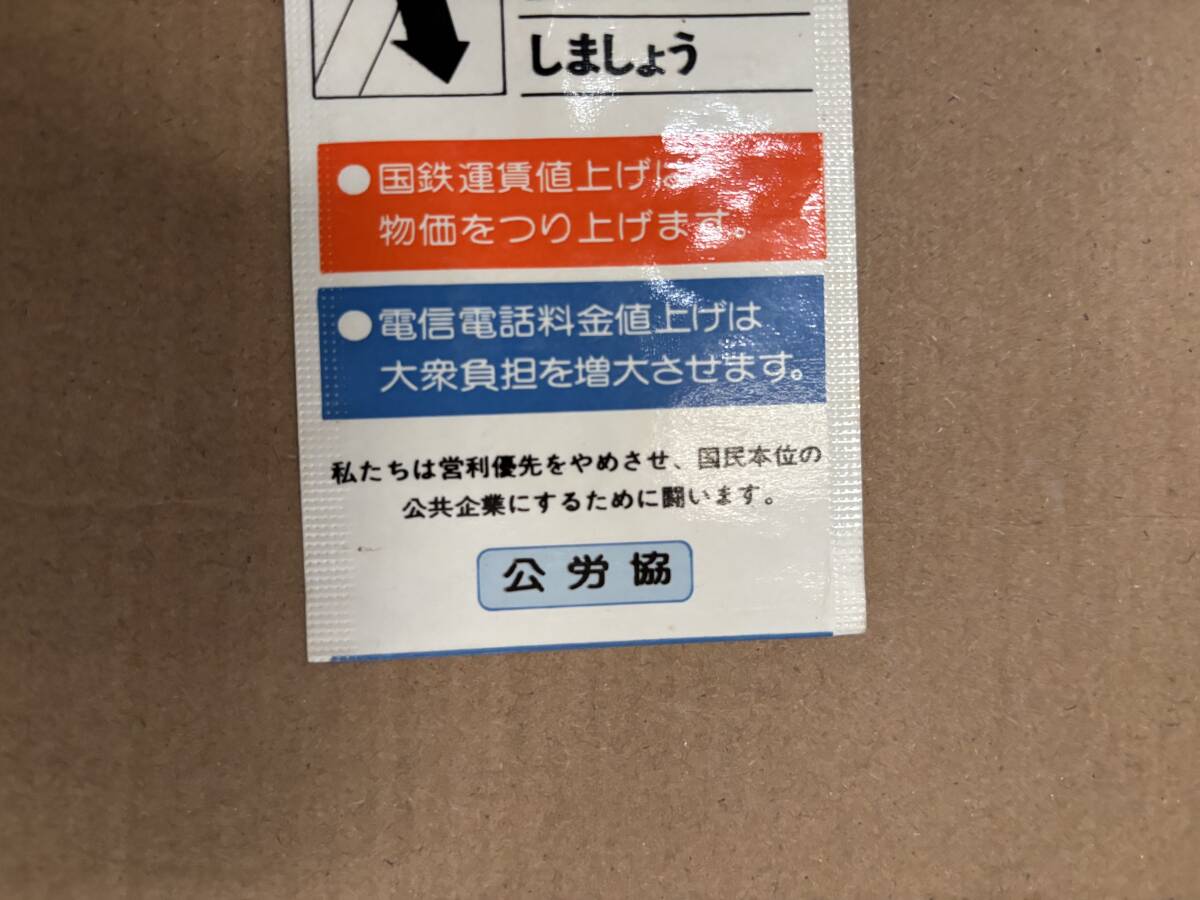 しましょう
●国鉄運賃値上げは
物価をつり上げます。
●電信電話料金値上げは
大衆負担を増大させます。
私たちは営利優先をやめさせ、国民本位の
公共企業にするために闘います。
公労協